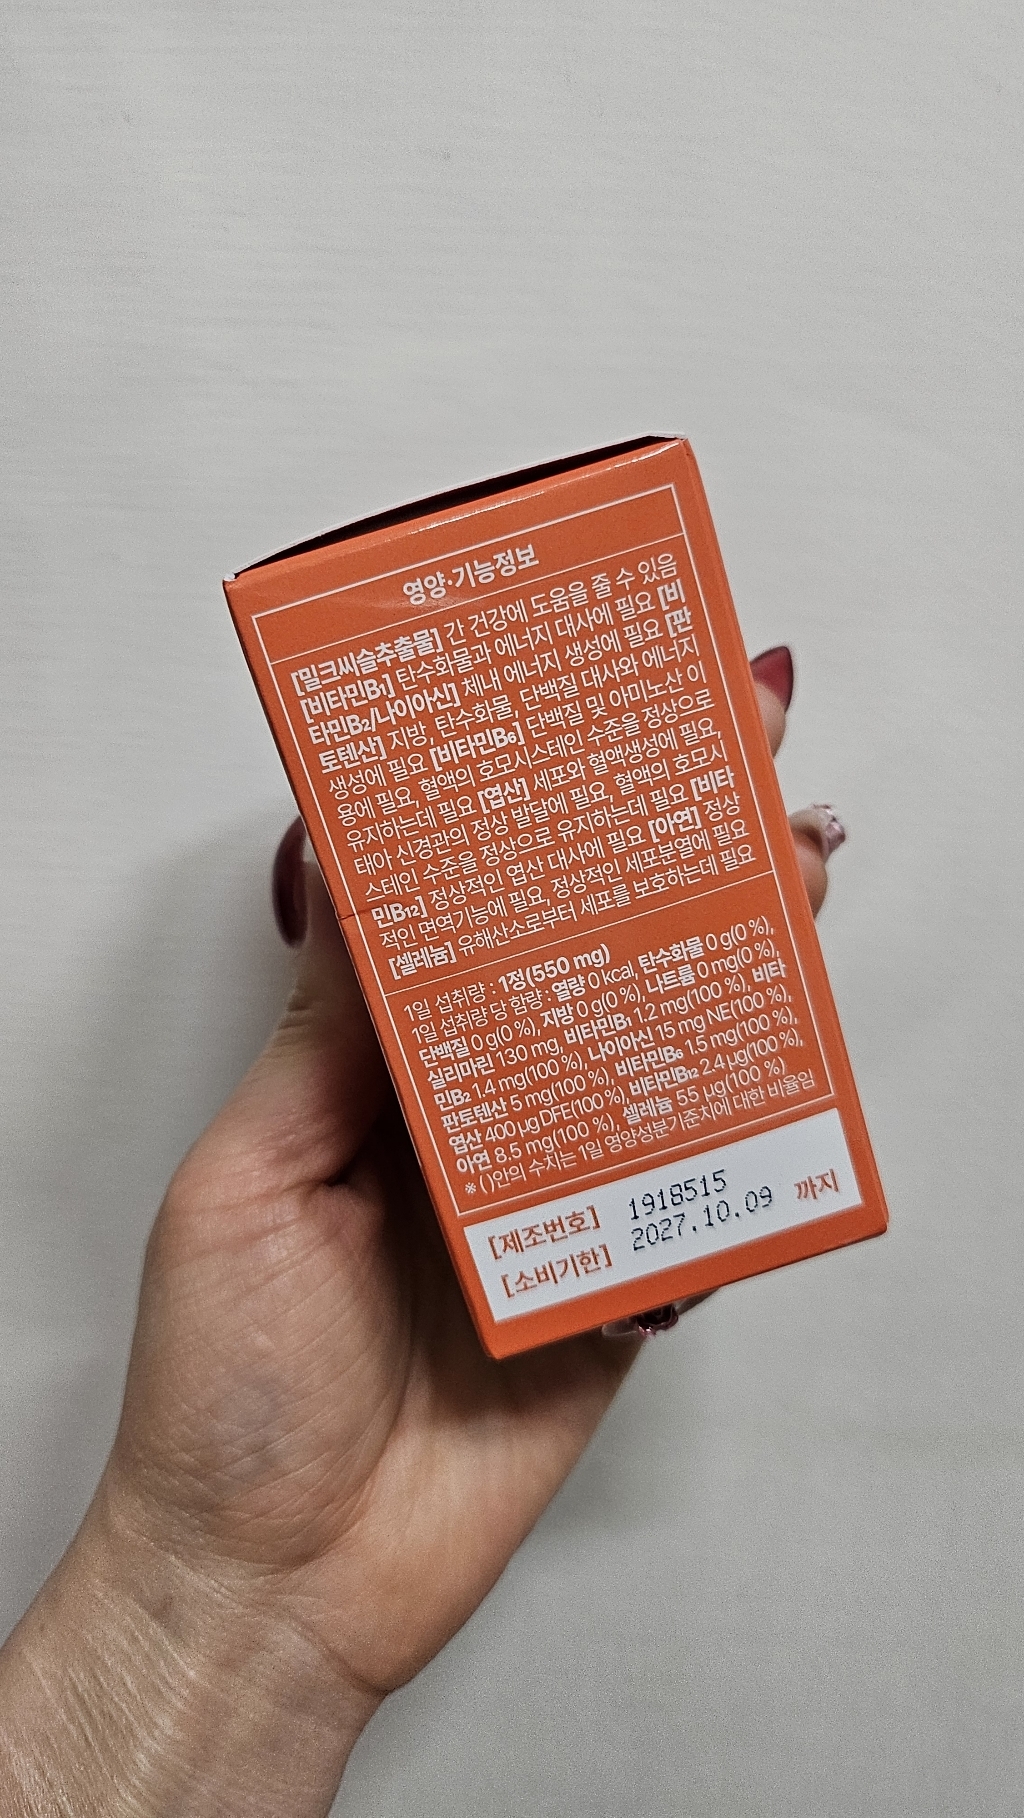 영양·기능정보
[밀크씨슬추출물] 간 건강에 도움을 줄 수 있음
[비타민B₁] 탄수화물과 에너지 대사에 필요 [비
타민B₂/나이아신] 체내 에너지 생성에 필요 [판
토텐산] 지방, 탄수화물, 단백질 대사와 에너지
생성에 필요 [비타민B₆] 단백질 및 아미노산 이
용에 필요, 혈액의 호모시스테인 수준을 정상으로
유지하는데 필요 [엽산] 세포와 혈액생성에 필요,
태아 신경관의 정상 발달에 필요, 혈액의 호모시
스테인 수준을 정상으로 유지하는데 필요 [비타
민B₁₂] 정상적인 엽산 대사에 필요 [아연] 정상
적인 면역기능에 필요, 정상적인 세포분열에 필요
[셀레늄] 유해산소로부터 세포를 보호하는데 필요
1일 섭취량 : 1정(550 mg)
1일 섭취량 당 함량 : 열량 0 kcal, 탄수화물 0 g(0 %),
단백질 0 g(0 %), 지방 0 g(0 %), 나트륨 0 mg(0 %),
실리마린 130 mg, 비타민B₁ 1.2 mg(100 %), 비타
민B₂ 1.4 mg(100 %), 나이아신 15 mg NE(100 %),
판토텐산 5 mg(100 %), 비타민B₆ 1.5 mg(100 %),
엽산 400 μg DFE(100%), 비타민B₁₂ 2.4 μg(100 %),
아연 8.5 mg(100 %), 셀레늄 55 μg(100 %)
※ ( )안의 수치는 1일 영양성분기준치에 대한 비율임
[제조번호] 1918515
[소비기한] 2027.10.09 까지